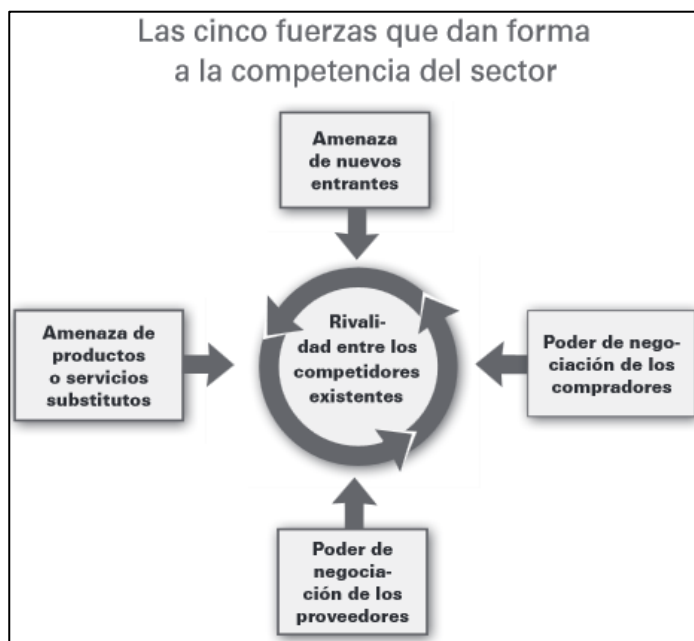 Las cinco fuerzas que dan forma
a la competencia del sector
Amenaza
de nuevos
entrantes
Amenaza de
productos
o servicios
substitutos
Rivali-
dad entre los
competidores
existentes
Poder de nego-
ciación de los
compradores
Poder de
negocia-
ción de los
proveedores